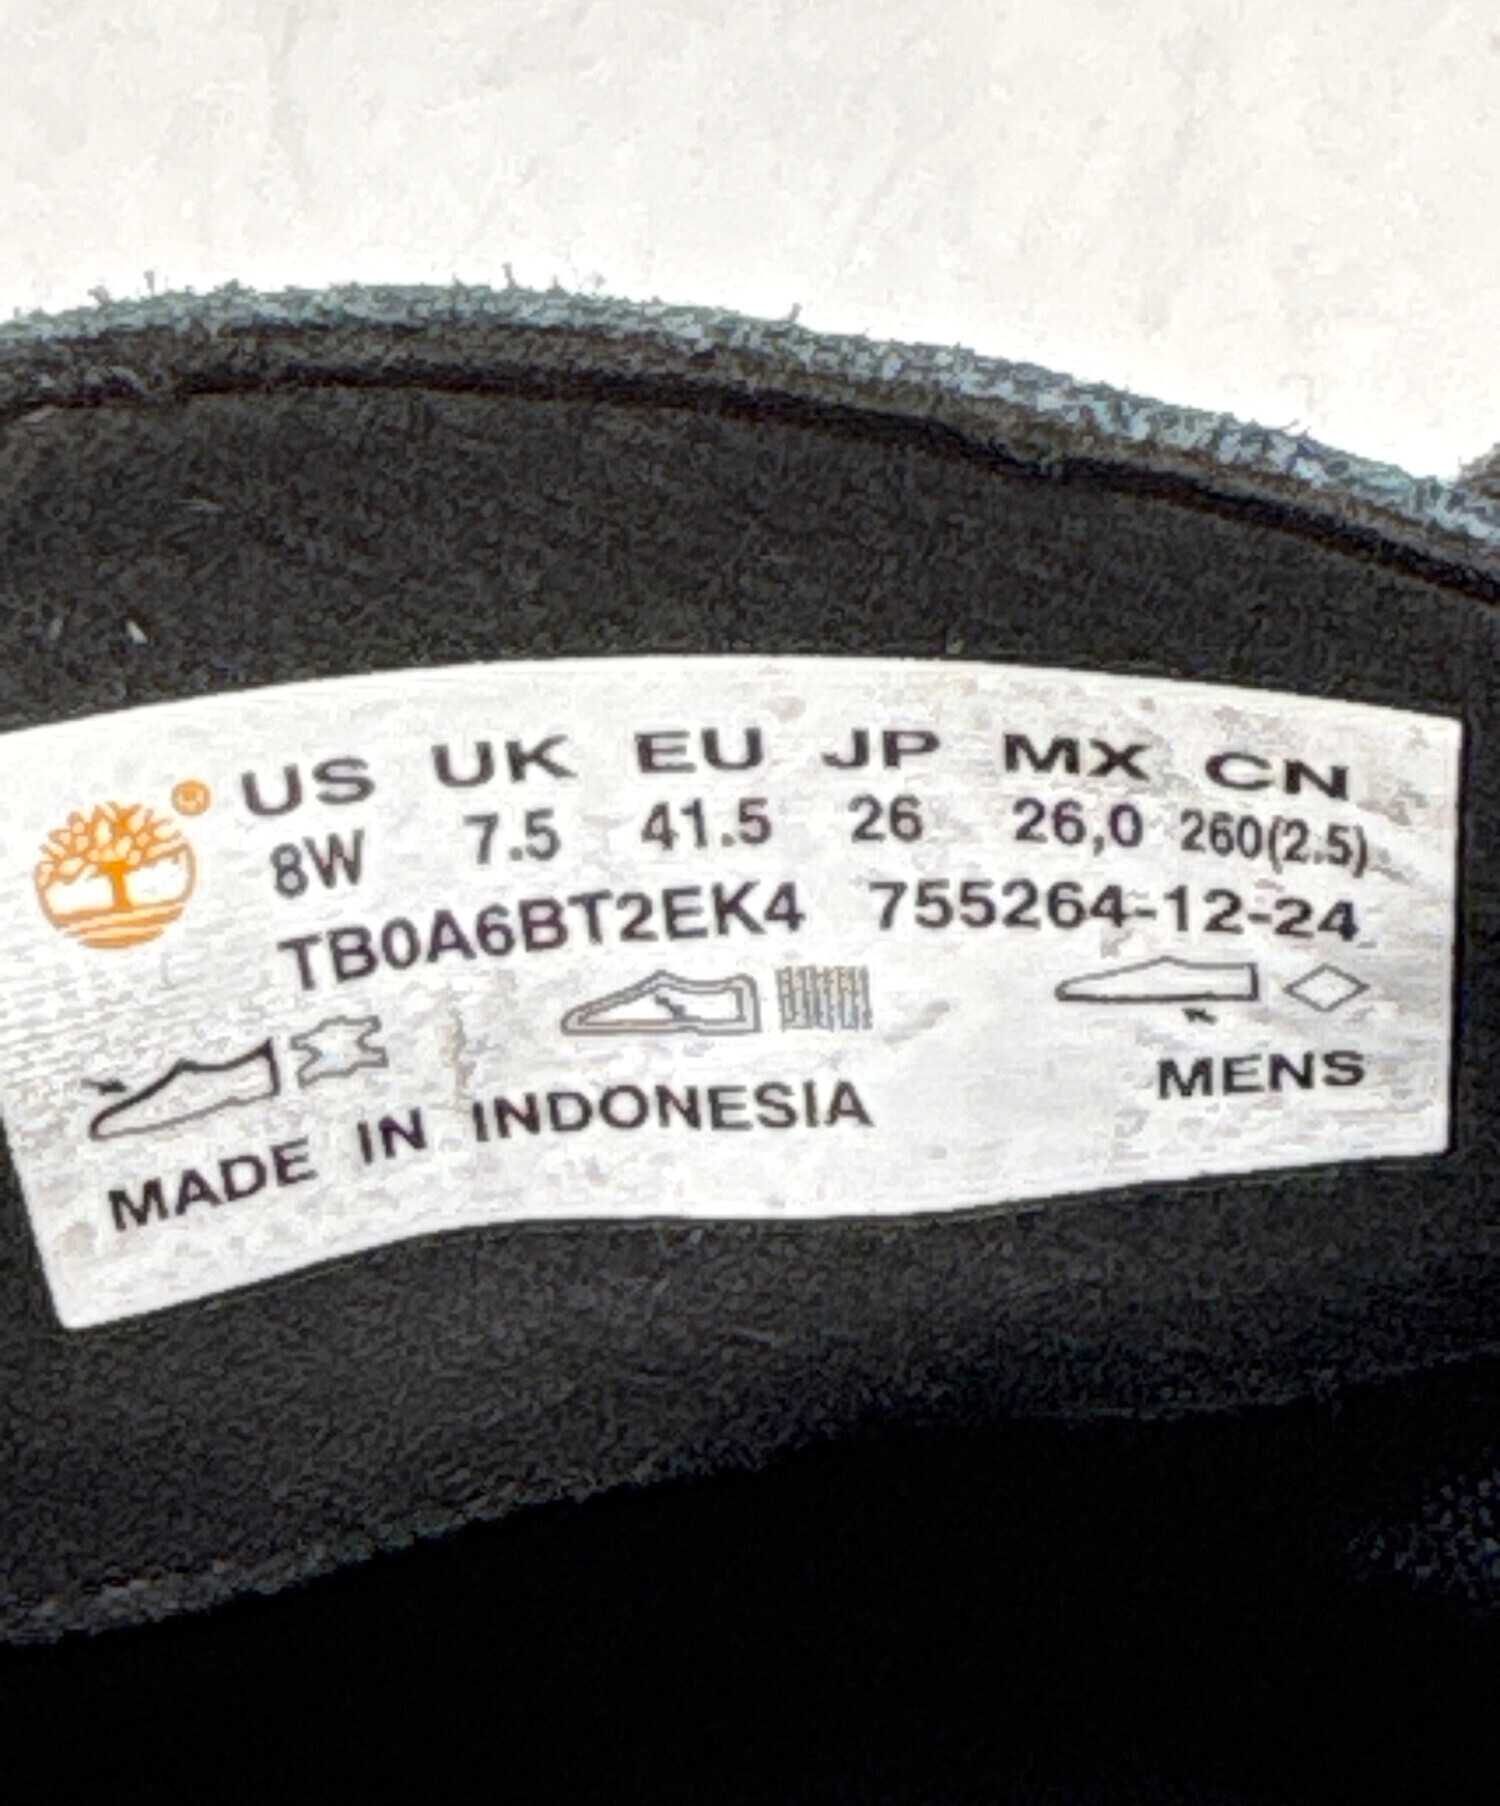 US UK EU JP MX CN
8W 7.5 41.5 26 26,0 260(2.5)
TB0A6BT2EK4 755264-12-24
MENS
MADE IN INDONESIA